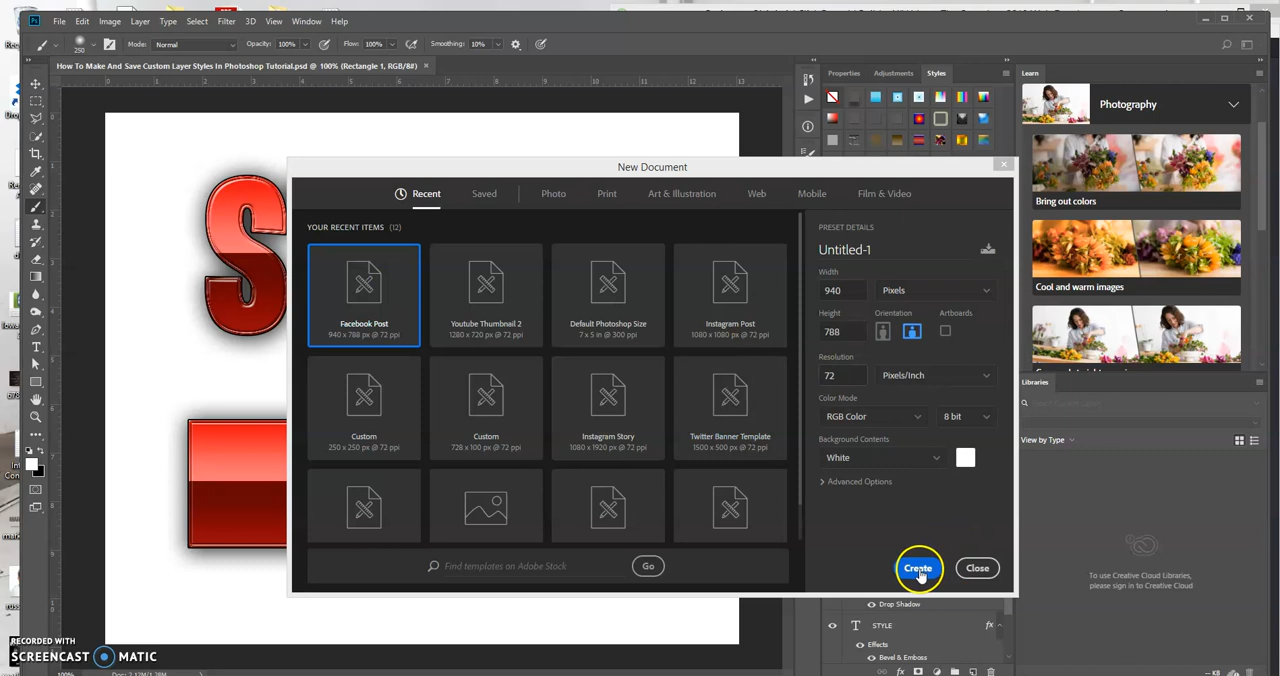 Ps File Edit Image Layer Type Select Filter 3D View Window Help
250 Mode: Normal Opacity: 100% Flow: 100% Smoothing: 10%
How To Make And Save Custom Layer Styles In Photoshop Tutorial.psd @ 100% (Rectangle 1, RGB/8#) ×
Properties Adjustments Styles
Learn
Photography
Bring out colors
Cool and warm images
Libraries
View by Type
To use Creative Cloud Libraries,
please sign in to Creative Cloud
New Document
Recent Saved Photo Print Art & Illustration Web Mobile Film & Video
YOUR RECENT ITEMS (12)
Facebook Post
940 x 788 px @ 72 ppi
Youtube Thumbnail 2
1280 x 720 px @ 72 ppi
Default Photoshop Size
7 x 5 in @ 300 ppi
Instagram Post
1080 x 1080 px @ 72 ppi
Custom
250 x 250 px @ 72 ppi
Custom
728 x 100 px @ 72 ppi
Instagram Story
1080 x 1920 px @ 72 ppi
Twitter Banner Template
1500 x 500 px @ 72 ppi
Find templates on Adobe Stock
Go
PRESET DETAILS
Untitled-1
Width
940 Pixels
Height Orientation Artboards
788
Resolution
72 Pixels/Inch
Color Mode
RGB Color 8 bit
Background Contents
White
Advanced Options
Create Close
S
Drop Shadow
T STYLE fx
Effects
Bevel & Emboss
100%
RECORDED WITH
SCREENCAST MATIC